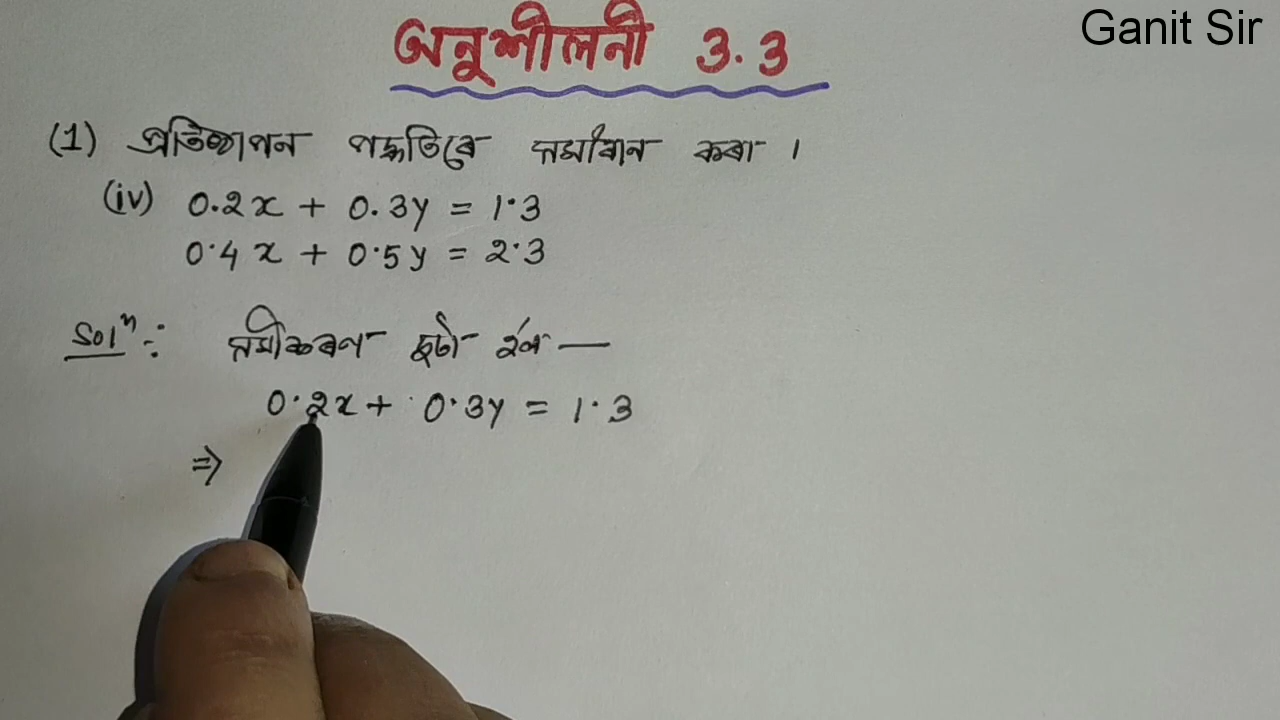 Ganit Sir
অনুশীলনী 3.3
(1) প্ৰতিস্থাপন পদ্ধতিৰে সমাধান কৰা ।
(iv) 0.2x + 0.3y = 1.3
0.4x + 0.5y = 2.3
Solⁿ :- সমীকৰণ দুটা হ'ল —
0.2x + 0.3y = 1.3
⇒